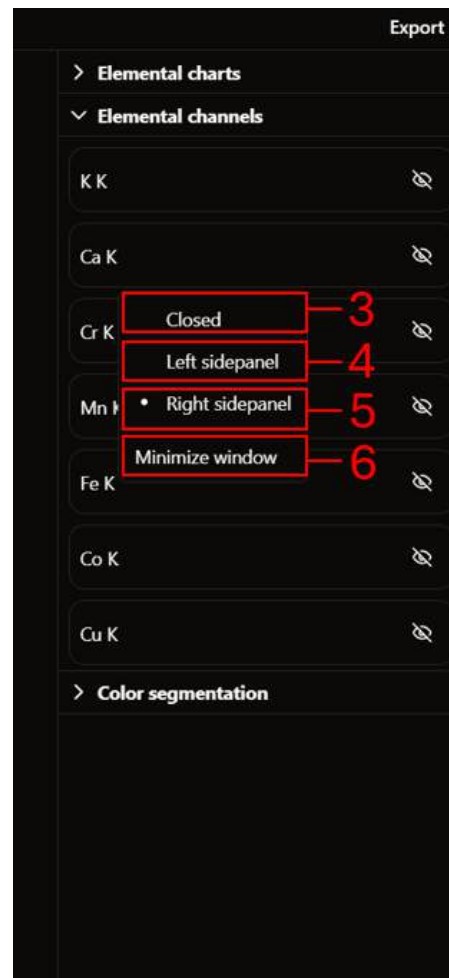 Export
Elemental charts
Elemental channels
K K
Ca K
Closed
3
Cr K
Left sidepanel
4
Mn K
• Right sidepanel
5
Minimize window
6
Fe K
Co K
Cu K
Color segmentation